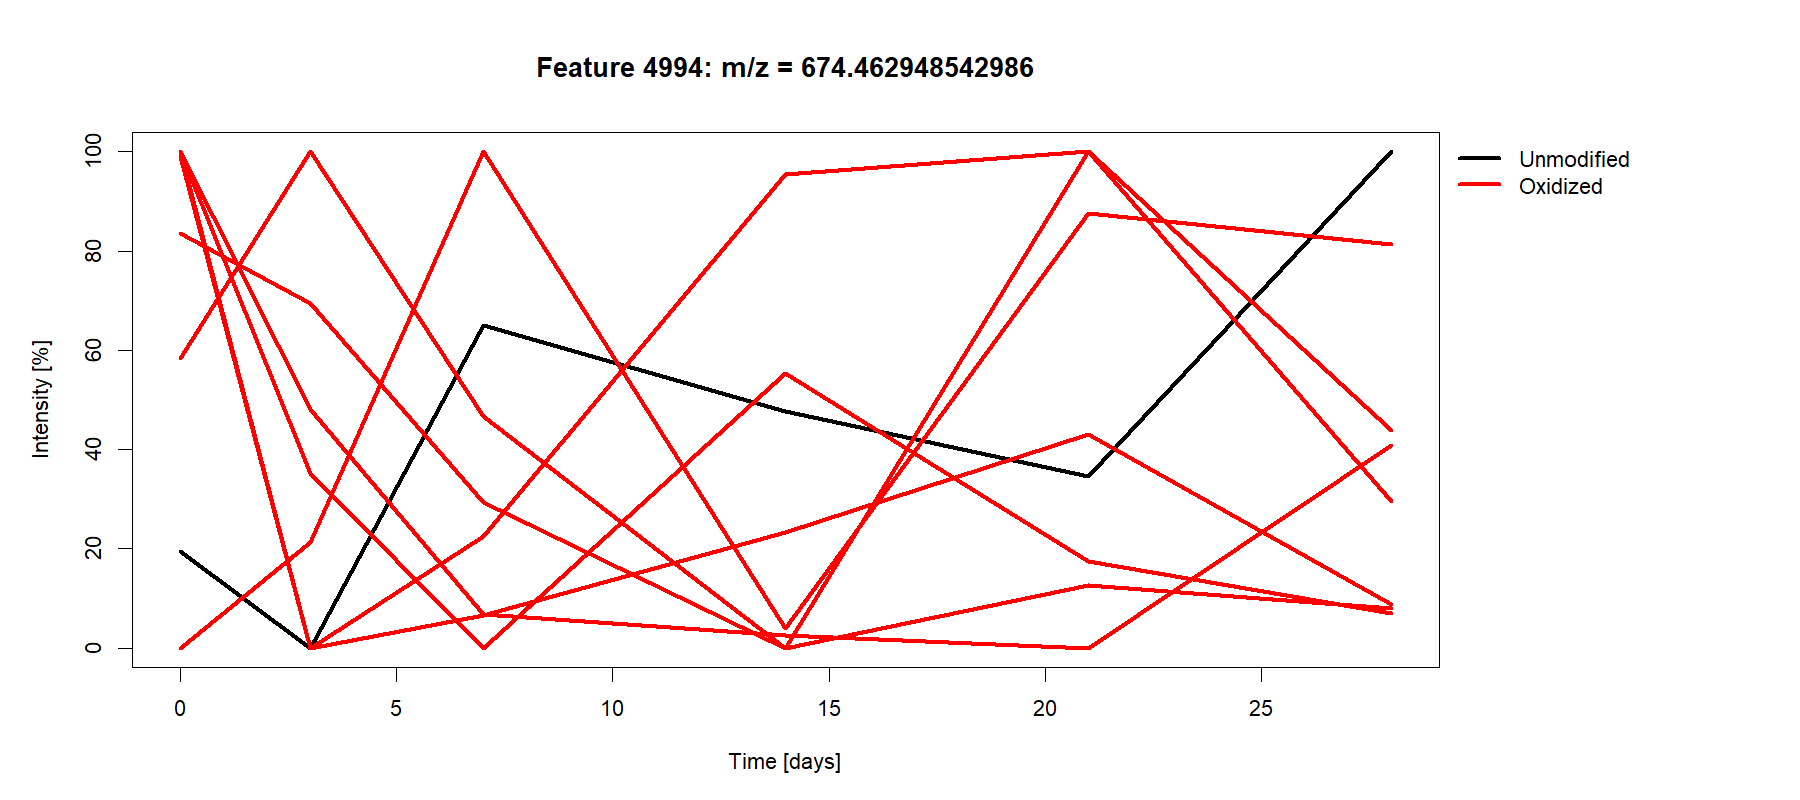 Feature 4994: m/z = 674.462948542986
Unmodified
Oxidized
Intensity [%]
100
80
60
40
20
0
0 5 10 15 20 25
Time [days]